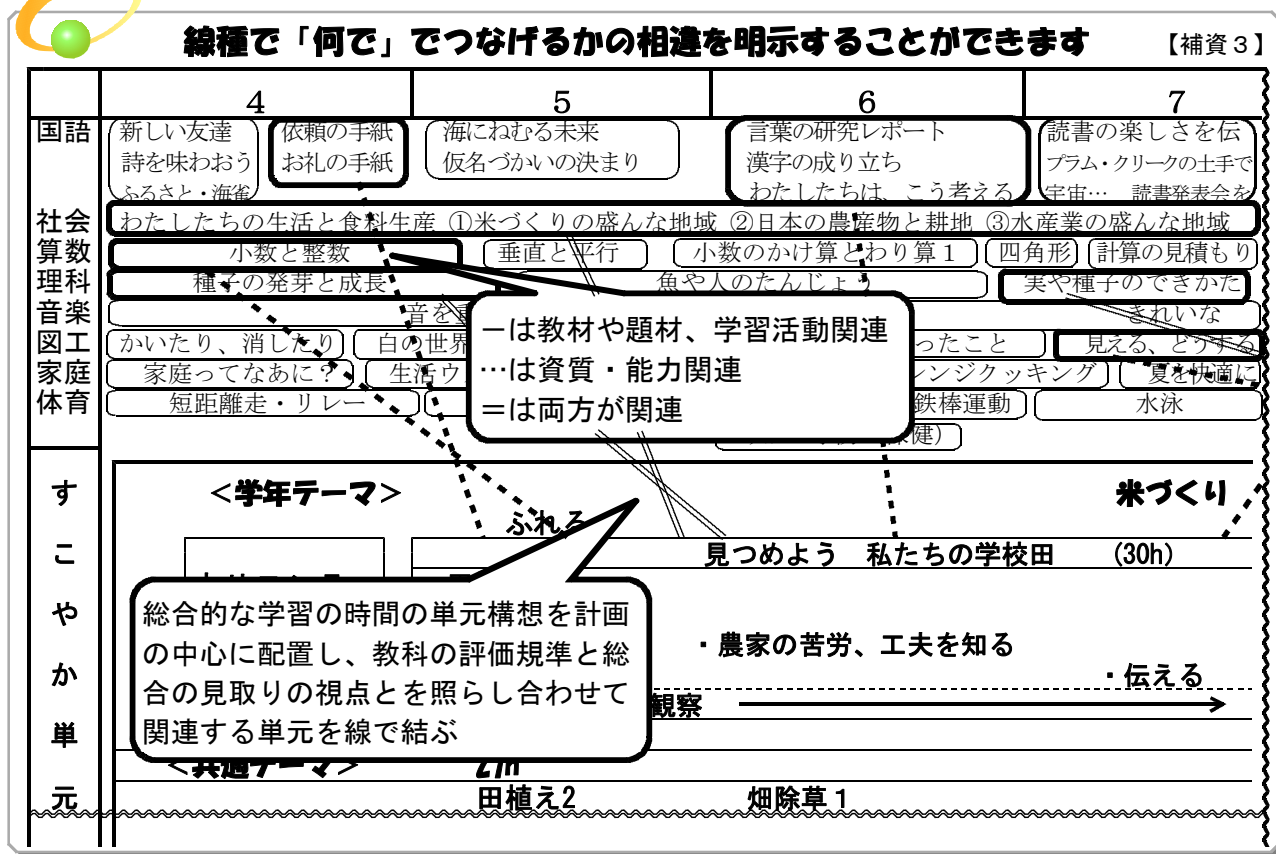 線種で「何で」でつなげるかの相違を明示することができます
【補資３】
4 5 6 7
国語
新しい友達
詩を味わおう
ふるさと・海雀
依頼の手紙
お礼の手紙
海にねむる未来
仮名づかいの決まり
言葉の研究レポート
漢字の成り立ち
わたしたちは、こう考える
読書の楽しさを伝
プラム・クリークの土手で
宇宙… 読書発表会を
社会
わたしたちの生活と食料生産 ①米づくりの盛んな地域 ②日本の農産物と耕地 ③水産業の盛んな地域
算数
小数と整数
垂直と平行
小数のかけ算とわり算１
四角形
計算の見積もり
理科
種子の発芽と成長
魚や人のたんじょう
実や種子のできかた
音楽
音を
きれいな
図工
かいたり、消したり
白の世界
ったこと
見える、どうする
家庭
家庭ってなあに？
生活ウ
ンジクッキング
夏を快適に
体育
短距離走・リレー
鉄棒運動
水泳
－は教材や題材、学習活動関連
…は資質・能力関連
＝は両方が関連
すこやか単元
＜学年テーマ＞
米づくり
ふれる
見つめよう 私たちの学校田 (30h)
総合的な学習の時間の単元構想を計画
の中心に配置し、教科の評価規準と総
合の見取りの視点とを照らし合わせて
関連する単元を線で結ぶ
・農家の苦労、工夫を知る
・伝える
観察
＜共通テーマ＞
田植え2
畑除草１